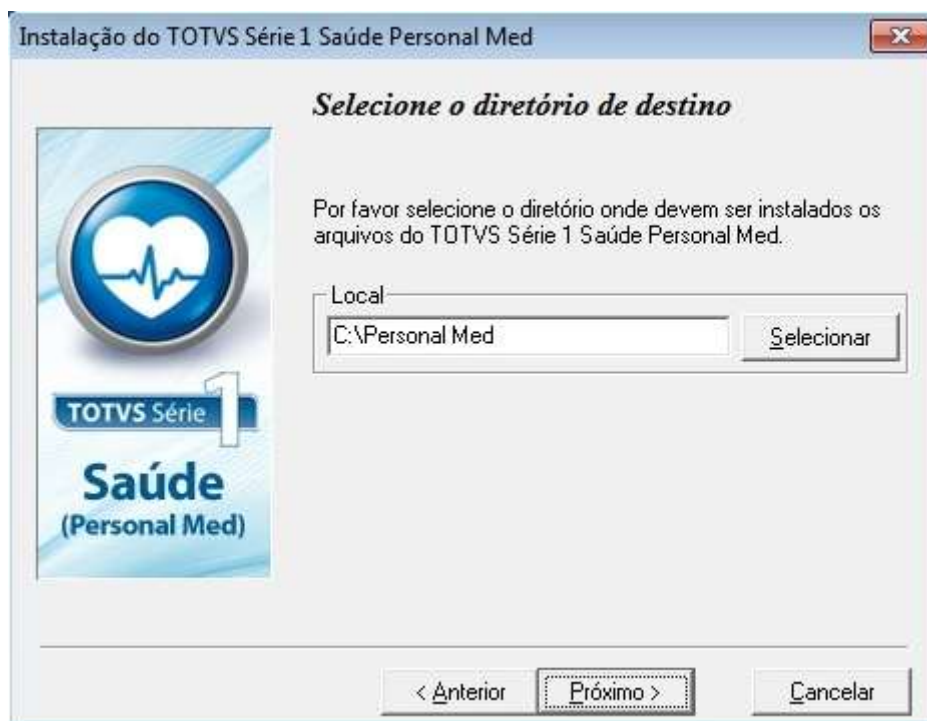 Instalação do TOTVS Série 1 Saúde Personal Med
Selecione o diretório de destino
Por favor selecione o diretório onde devem ser instalados os
arquivos do TOTVS Série 1 Saúde Personal Med.
Local
C:\Personal Med
Selecionar
TOTVS Série 1
Saúde
(Personal Med)
< Anterior
Próximo >
Cancelar